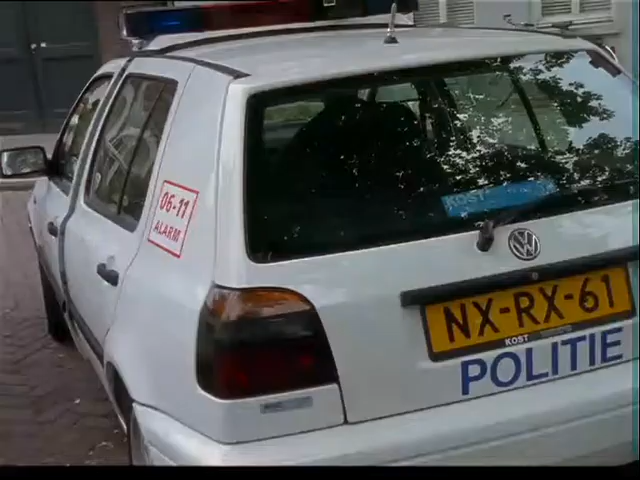 06-11
ALARM
KOST
NX-RX-61
KOST
POLITIE